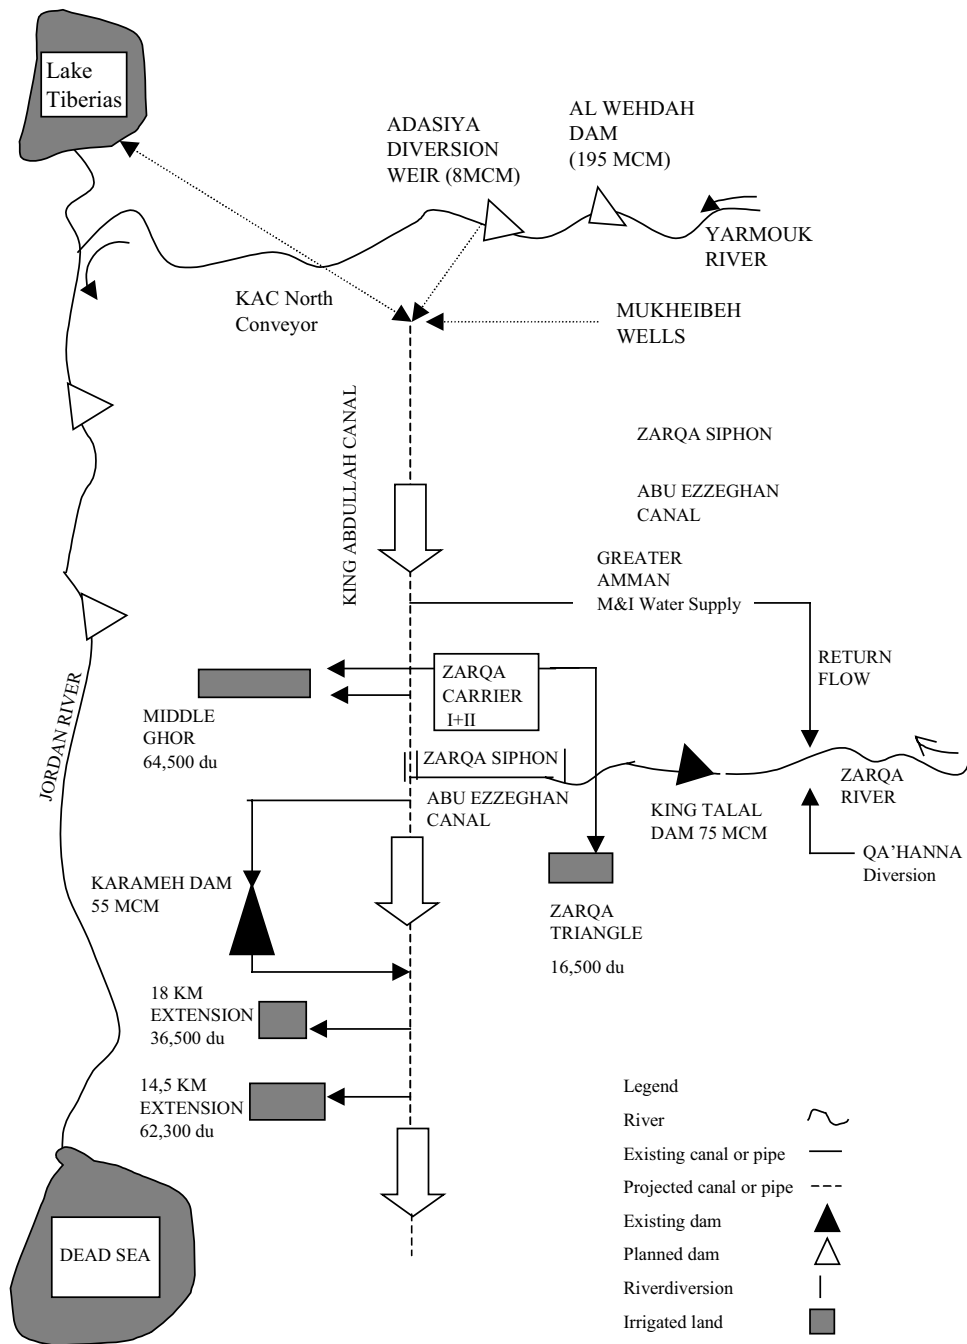 Lake
Tiberias
ADASIYA
DIVERSION
WEIR (8MCM)
AL WEHDAH
DAM
(195 MCM)
YARMOUK
RIVER
KAC North
Conveyor
MUKHEIBEH
WELLS
KING ABDULLAH CANAL
ZARQA SIPHON
ABU EZZEGHAN
CANAL
GREATER
AMMAN
M&I Water Supply
RETURN
FLOW
ZARQA
CARRIER
I+II
MIDDLE
GHOR
64,500 du
JORDAN RIVER
ZARQA SIPHON
ABU EZZEGHAN
CANAL
KING TALAL
DAM 75 MCM
ZARQA
RIVER
QA'HANNA
Diversion
KARAMEH DAM
55 MCM
ZARQA
TRIANGLE
16,500 du
18 KM
EXTENSION
36,500 du
14,5 KM
EXTENSION
62,300 du
DEAD SEA
Legend
River
Existing canal or pipe
Projected canal or pipe
Existing dam
Planned dam
Riverdiversion
Irrigated land